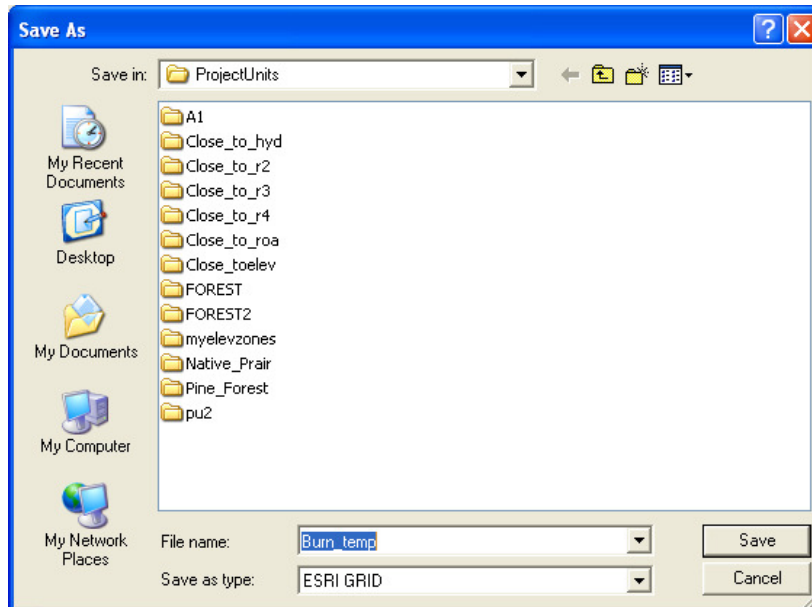 Save As
Save in:
ProjectUnits
My Recent
Documents
Desktop
My Documents
My Computer
My Network
Places
A1
Close_to_hyd
Close_to_r2
Close_to_r3
Close_to_r4
Close_to_roa
Close_toelev
FOREST
FOREST2
myelevzones
Native_Prair
Pine_Forest
pu2
File name:
Burn_temp
Save
Save as type:
ESRI GRID
Cancel